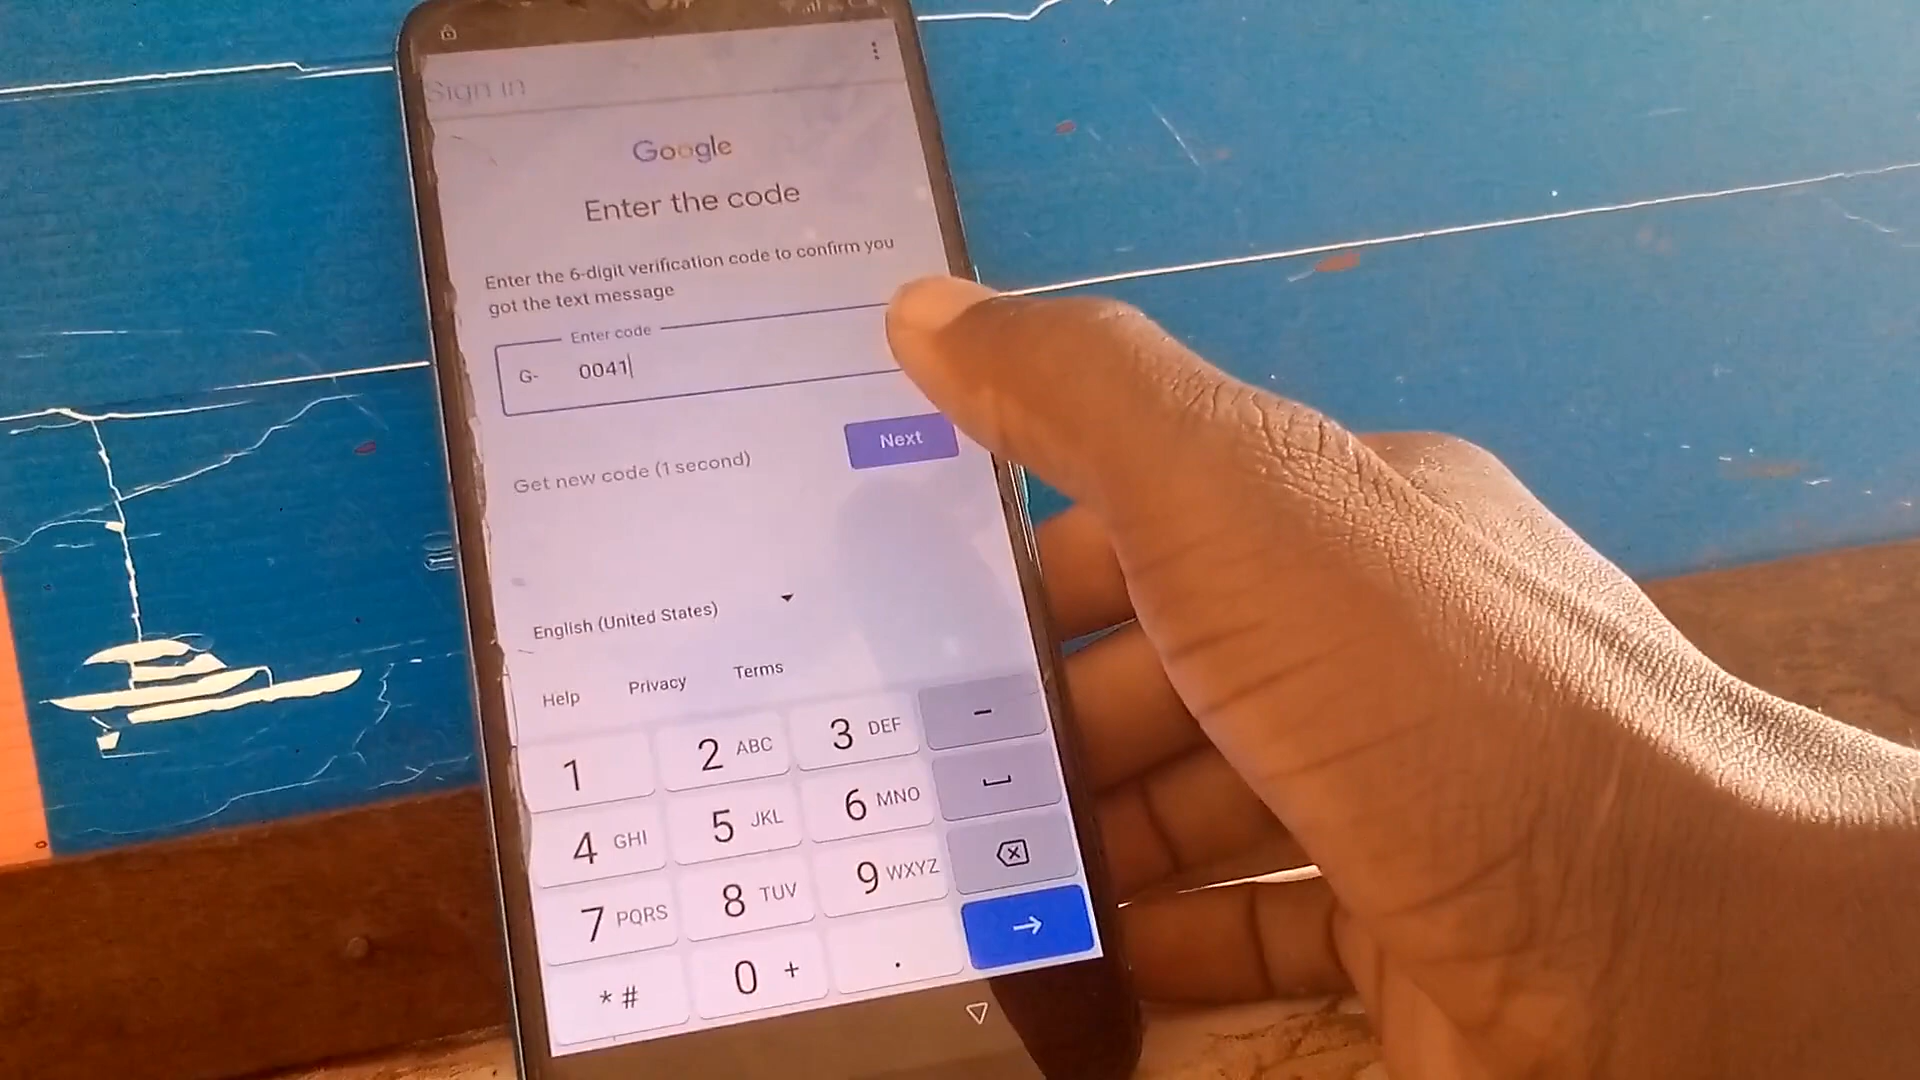 Sign in
Google
Enter the code
Enter the 6-digit verification code to confirm you
got the text message
Enter code
G- 0041
Next
Get new code (1 second)
English (United States)
Help Privacy Terms
1 2 ABC 3 DEF -
4 GHI 5 JKL 6 MNO
7 PQRS 8 TUV 9 WXYZ
* # 0 + .